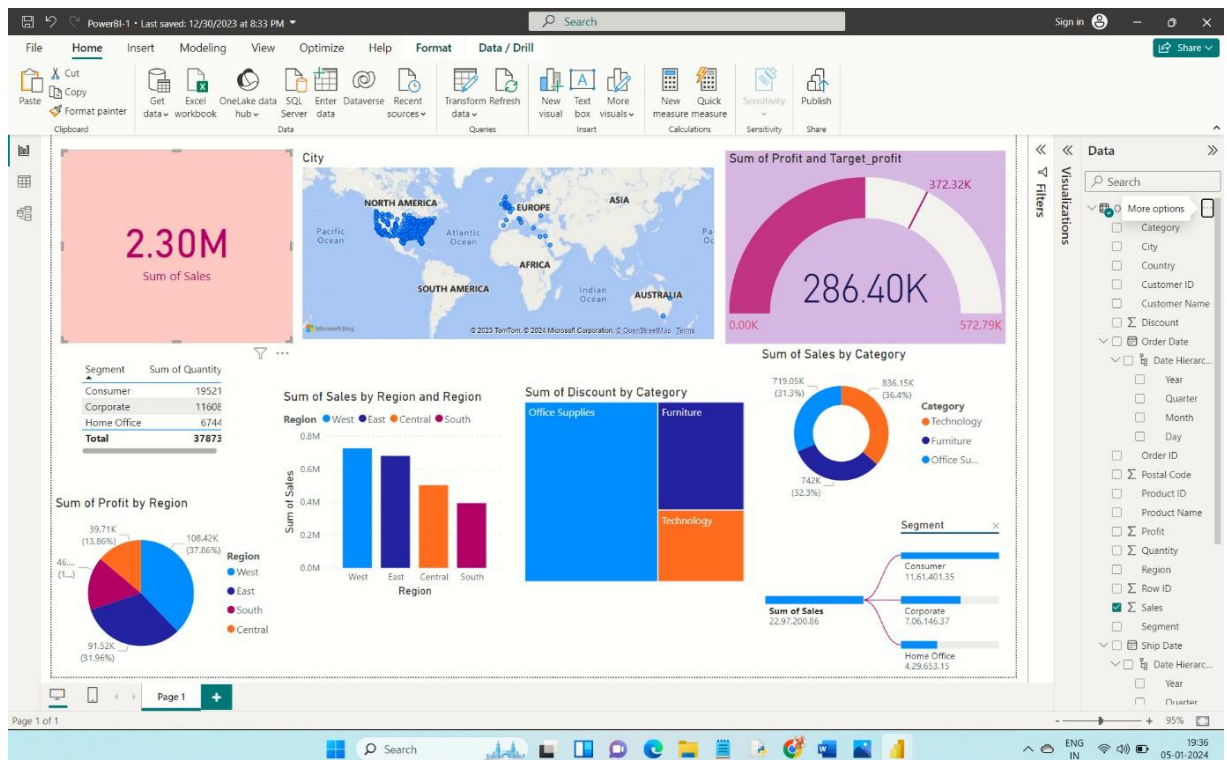 PowerBI-1 • Last saved: 12/30/2023 at 8:33 PM
Search
Sign in
File Home Insert Modeling View Optimize Help Format Data / Drill
Share
Paste
Cut
Copy
Format painter
Clipboard
Get data
Excel workbook
OneLake data hub
SQL Server
Enter data
Dataverse
Recent sources
Data
Transform data
Refresh
Queries
New visual
Text box
More visuals
Insert
New measure
Quick measure
Calculations
Sensitivity
Sensitivity
Publish
Share
2.30M
Sum of Sales
City
NORTH AMERICA
EUROPE
ASIA
Pacific Ocean
Atlantic Ocean
AFRICA
SOUTH AMERICA
Indian Ocean
AUSTRALIA
Microsoft Bing
© 2023 TomTom, © 2024 Microsoft Corporation, © OpenStreetMap Terms
Sum of Profit and Target_profit
372.32K
286.40K
0.00K
572.79K
Segment Sum of Quantity
Consumer 19521
Corporate 11608
Home Office 6744
Total 37873
Sum of Sales by Region and Region
Region West East Central South
Sum of Sales
0.8M
0.6M
0.4M
0.2M
0.0M
West East Central South
Region
Sum of Discount by Category
Office Supplies
Furniture
Technology
Sum of Sales by Category
719.05K
(31.3%)
836.15K
(36.4%)
742K
(32.3%)
Category
Technology
Furniture
Office Su...
Sum of Profit by Region
39.71K
(13.86%)
108.42K
(37.86%)
46...
(1...)
91.52K
(31.96%)
Region
West
East
South
Central
Segment
Sum of Sales
22,97,200.86
Consumer
11,61,401.35
Corporate
7,06,146.37
Home Office
4,29,653.15
Filters
Visualizations
Data
Search
More options
Category
City
Country
Customer ID
Customer Name
Discount
Order Date
Date Hierarc...
Year
Quarter
Month
Day
Order ID
Postal Code
Product ID
Product Name
Profit
Quantity
Region
Row ID
Sales
Segment
Ship Date
Date Hierarc...
Year
Quarter
Page 1
Page 1 of 1
95%
Search
ENG
IN
19:36
05-01-2024